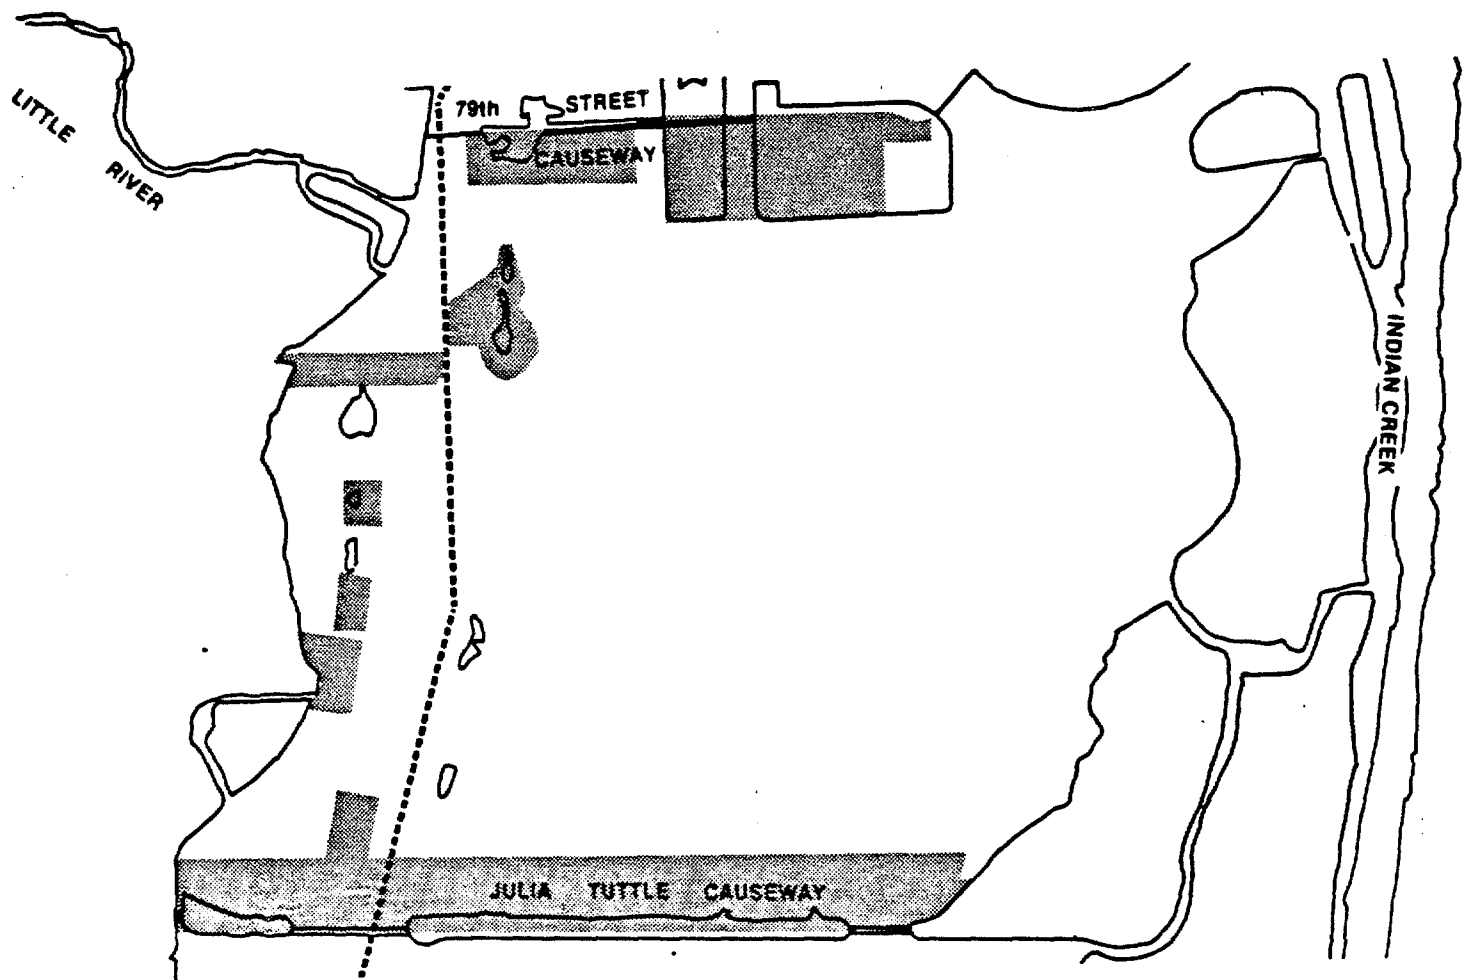 LITTLE RIVER
79th STREET
CAUSEWAY
INDIAN CREEK
JULIA TUTTLE CAUSEWAY